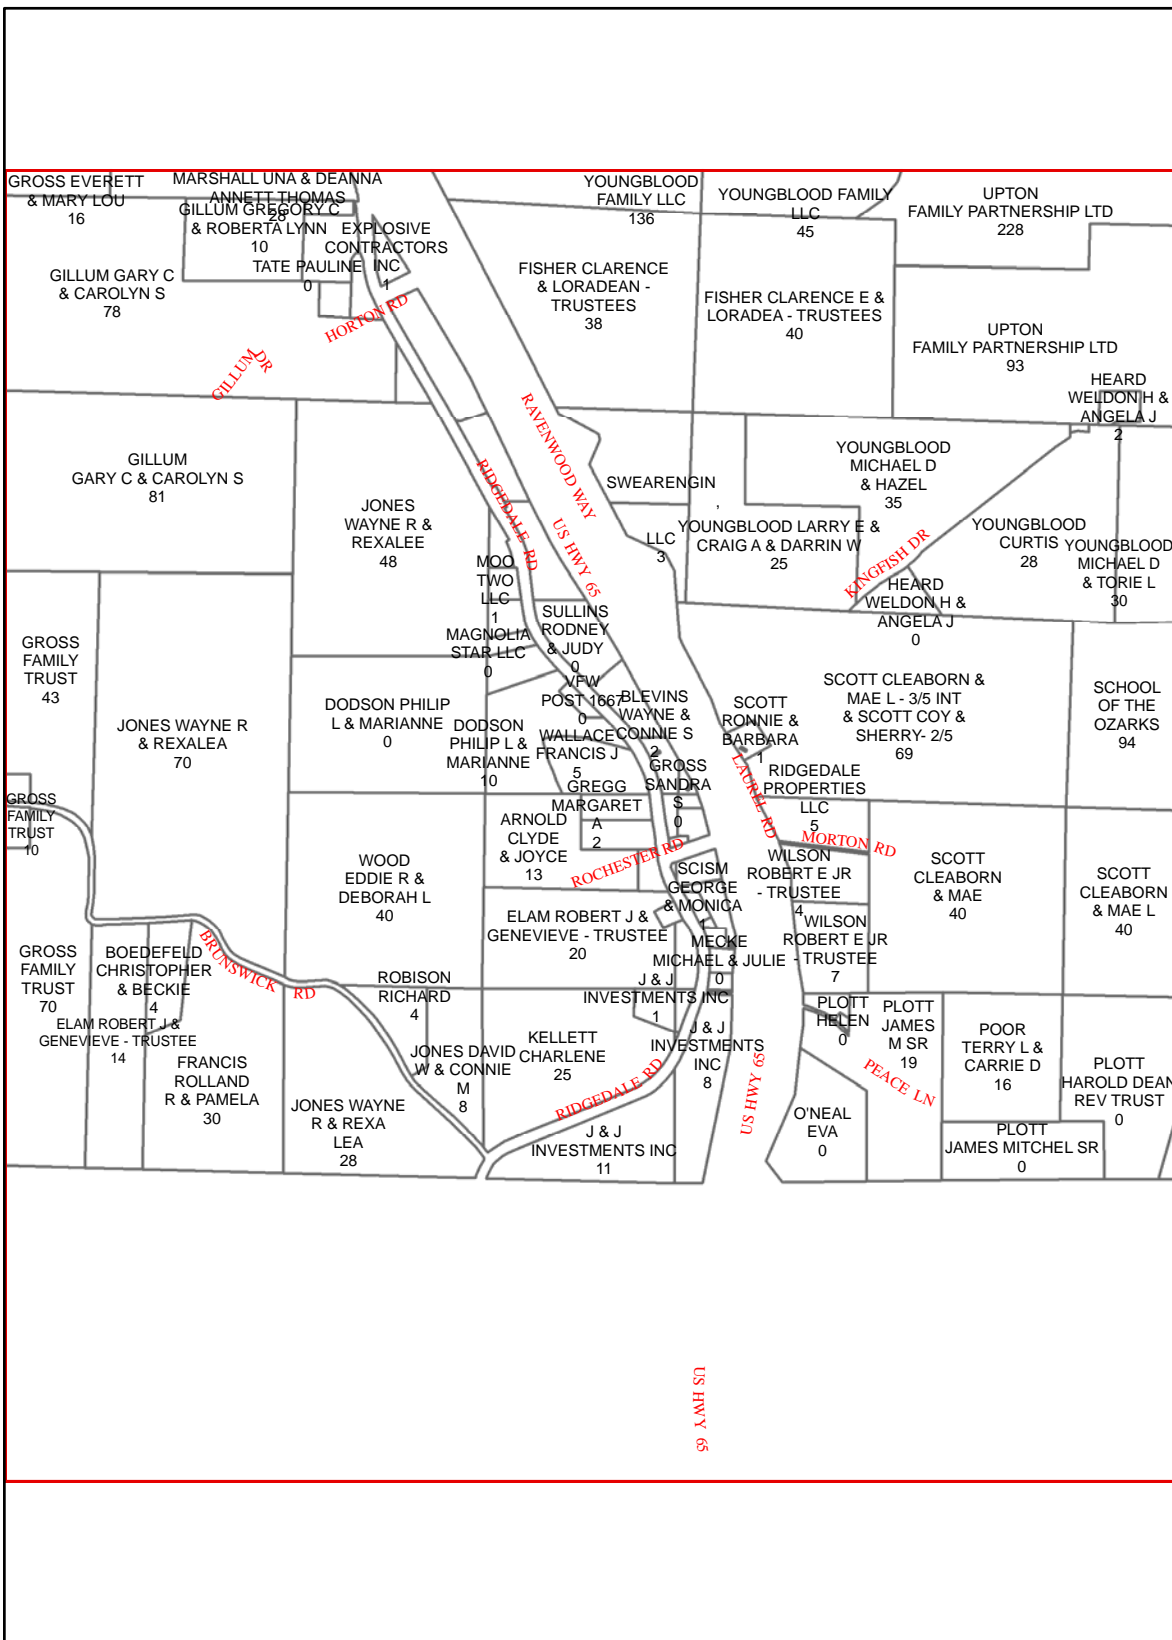 GROSS EVERETT
& MARY LOU
16
MARSHALL UNA & DEANNA
ANNETT THOMAS
28
GILLUM GREGORY C
& ROBERTA LYNN
10
TATE PAULINE
0
EXPLOSIVE
CONTRACTORS
INC
1
YOUNGBLOOD
FAMILY LLC
136
YOUNGBLOOD FAMILY
LLC
45
UPTON
FAMILY PARTNERSHIP LTD
228
GILLUM GARY C
& CAROLYN S
78
FISHER CLARENCE
& LORADEAN -
TRUSTEES
38
FISHER CLARENCE E &
LORADEA - TRUSTEES
40
UPTON
FAMILY PARTNERSHIP LTD
93
HEARD
WELDON H &
ANGELA J
2
HORTON RD
GILLUM DR
RAVENWOOD WAY
RIDGEDALE RD
US HWY 65
GILLUM
GARY C & CAROLYN S
81
JONES
WAYNE R &
REXALEE
48
SWEARENGIN
,
LLC
3
YOUNGBLOOD
MICHAEL D
& HAZEL
35
YOUNGBLOOD LARRY E &
CRAIG A & DARRIN W
25
KINGFISH DR
YOUNGBLOOD
CURTIS
28
YOUNGBLOOD
MICHAEL D
& TORIE L
30
HEARD
WELDON H &
ANGELA J
0
MOO
TWO
LLC
1
MAGNOLIA
STAR LLC
0
SULLINS
RODNEY
& JUDY
0
VFW
POST 1667
0
GROSS
FAMILY
TRUST
43
JONES WAYNE R
& REXALEA
70
DODSON PHILIP
L & MARIANNE
0
DODSON
PHILIP L &
MARIANNE
10
WALLACE
FRANCIS J
5
BLEVINS
WAYNE &
CONNIE S
2
SCOTT
RONNIE &
BARBARA
1
SCOTT CLEABORN &
MAE L - 3/5 INT
& SCOTT COY &
SHERRY- 2/5
69
SCHOOL
OF THE
OZARKS
94
GROSS
FAMILY
TRUST
10
GREGG
MARGARET
A
2
GROSS
SANDRA
S
0
LAUREL RD
RIDGEDALE
PROPERTIES
LLC
5
MORTON RD
ARNOLD
CLYDE
& JOYCE
13
ROCHESTER RD
WOOD
EDDIE R &
DEBORAH L
40
SCISM
GEORGE
& MONICA
1
WILSON
ROBERT E JR
- TRUSTEE
4
WILSON
ROBERT E JR
- TRUSTEE
7
SCOTT
CLEABORN
& MAE
40
SCOTT
CLEABORN
& MAE L
40
ELAM ROBERT J &
GENEVIEVE - TRUSTEE
20
MECKE
MICHAEL & JULIE
0
GROSS
FAMILY
TRUST
70
BOEDEFELD
CHRISTOPHER
& BECKIE
4
BRUNSWICK RD
ROBISON
RICHARD
4
J & J
INVESTMENTS INC
1
ELAM ROBERT J &
GENEVIEVE - TRUSTEE
14
FRANCIS
ROLLAND
R & PAMELA
30
JONES WAYNE
R & REXA
LEA
28
JONES DAVID
W & CONNIE
M
8
KELLETT
CHARLENE
25
RIDGEDALE RD
J & J
INVESTMENTS
INC
8
US HWY 65
PLOTT
HELEN
0
PLOTT
JAMES
M SR
19
PEACE LN
POOR
TERRY L &
CARRIE D
16
PLOTT
HAROLD DEAN
REV TRUST
0
J & J
INVESTMENTS INC
11
O'NEAL
EVA
0
PLOTT
JAMES MITCHEL SR
0
US HWY 65